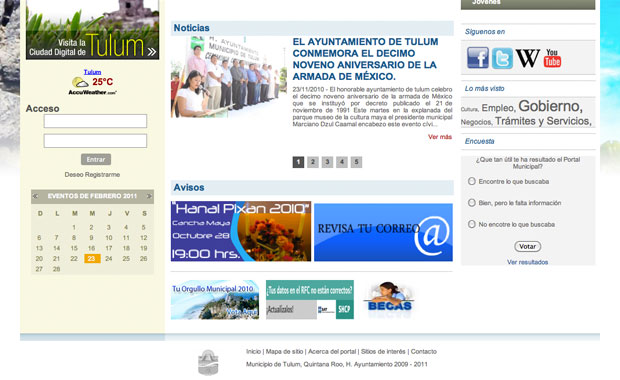 Visita la
Ciudad Digital de Tulum
Tulum
25°C
AccuWeather.com
Acceso
Entrar
Deseo Registrarme
EVENTOS DE FEBRERO 2011
D L M M J V S
1 2 3 4 5
6 7 8 9 10 11 12
13 14 15 16 17 18 19
20 21 22 23 24 25 26
27 28
Noticias
H. AYUNTAMIENTO
MUNICIPIO DE TULUM
EL AYUNTAMIENTO DE TULUM
CONMEMORA EL DECIMO
NOVENO ANIVERSARIO DE LA
ARMADA DE MÉXICO.
23/11/2010 - El honorable ayuntamiento de tulum celebro
el decimo noveno aniversario de la armada de México
que se instituyó por decreto publicado el 21 de
noviembre de 1991 Este martes en la explanada del
parque museo de la cultura maya el presidente municipal
Marciano Dzul Caamal encabezo este evento cívi...
Ver más
1 2 3 4 5
Avisos
"Hanal Pixan 2010"
Cancha Maya
Octubre 28
19:00 hrs.
REVISA TU CORREO
@
Tu Orgullo Municipal 2010
Vota Aquí
¿Tus datos en el RFC no están correctos?
¡Actualízalos!
SAT
SHCP
BECAS
Jóvenes
Síguenos en
f
t
W
You
Tube
Lo más visto
Cultura, Empleo, Gobierno,
Negocios, Trámites y Servicios,
Encuesta
¿Que tan útil te ha resultado el Portal
Municipal?
Encontre lo que buscaba
Bien, pero le falta información
No encotre lo que buscaba
Votar
Ver resultados
Inicio | Mapa de sitio | Acerca del portal | Sitios de interés | Contacto
Municipio de Tulum, Quintana Roo, H. Ayuntamiento 2009 - 2011